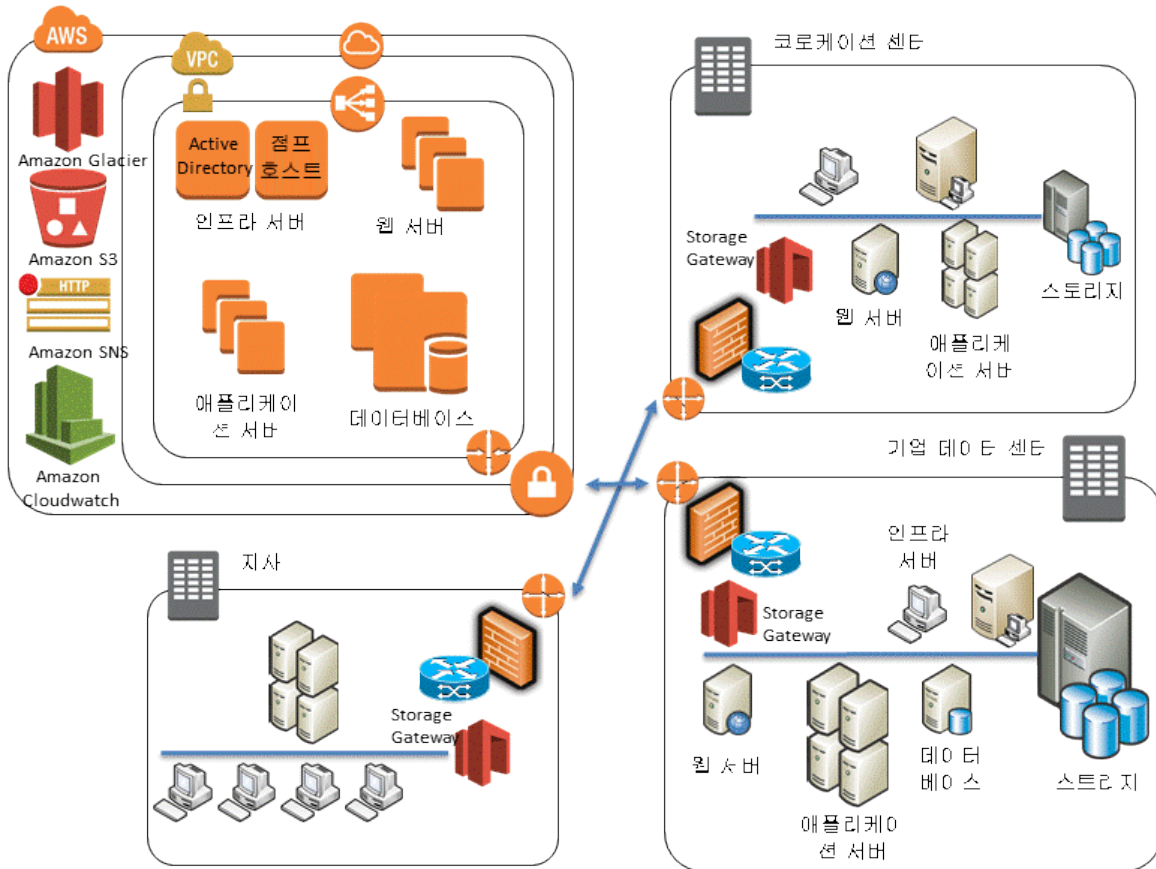 AWS
VPC
Amazon Glacier
Amazon S3
HTTP
Amazon SNS
Amazon
Cloudwatch
Active
Directory
점프
호스트
인프라 서버
웹 서버
애플리케이
션 서버
데이터베이스
코로케이션 센터
Storage
Gateway
웹 서버
애플리케
이션 서버
스토리지
기업 데이터 센터
인프라
서버
Storage
Gateway
웹 서버
애플리케이
션 서버
데이터
베이스
스트리지
지사
Storage
Gateway